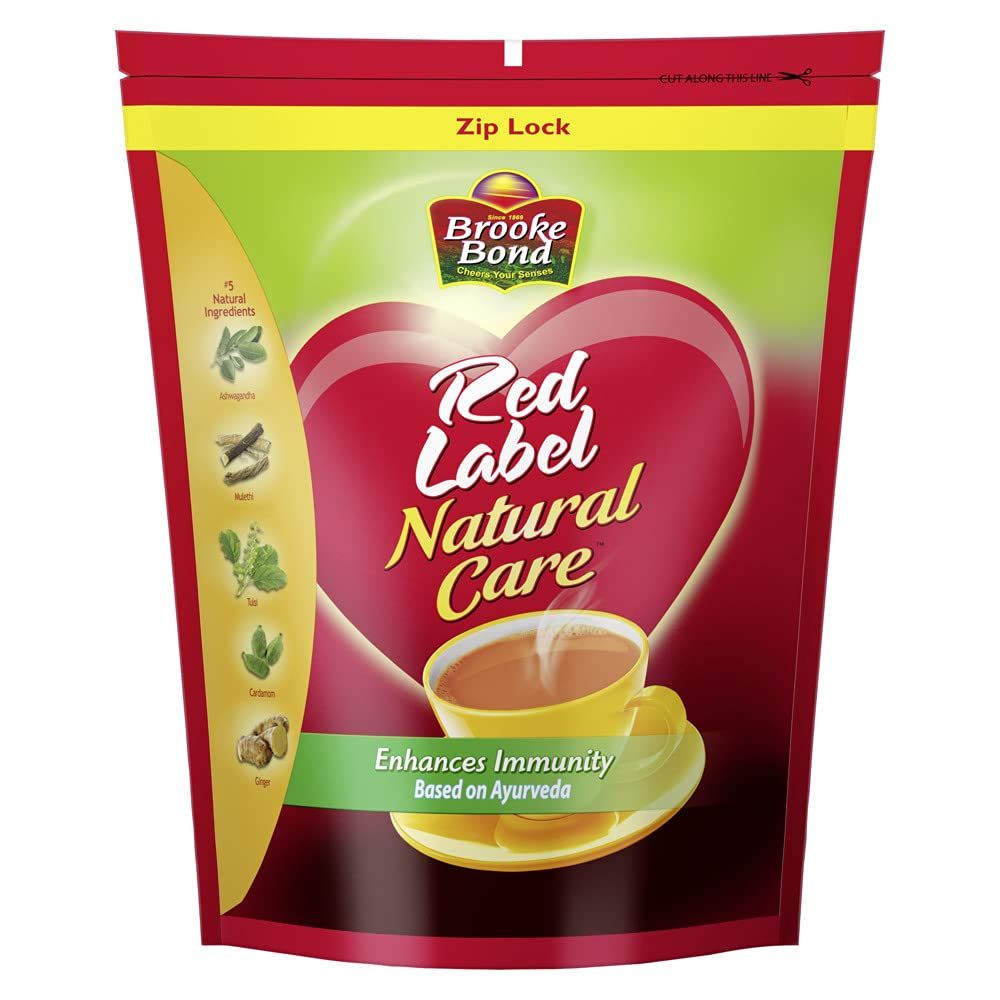 CUT ALONG THIS LINE
Zip Lock
Since 1869
Brooke
Bond
Cheers Your Senses
#5
Natural
Ingredients
Ashwagandha
Mulethi
Tulsi
Cardamom
Ginger
Red
Label
Natural
Care™
Enhances Immunity
Based on Ayurveda